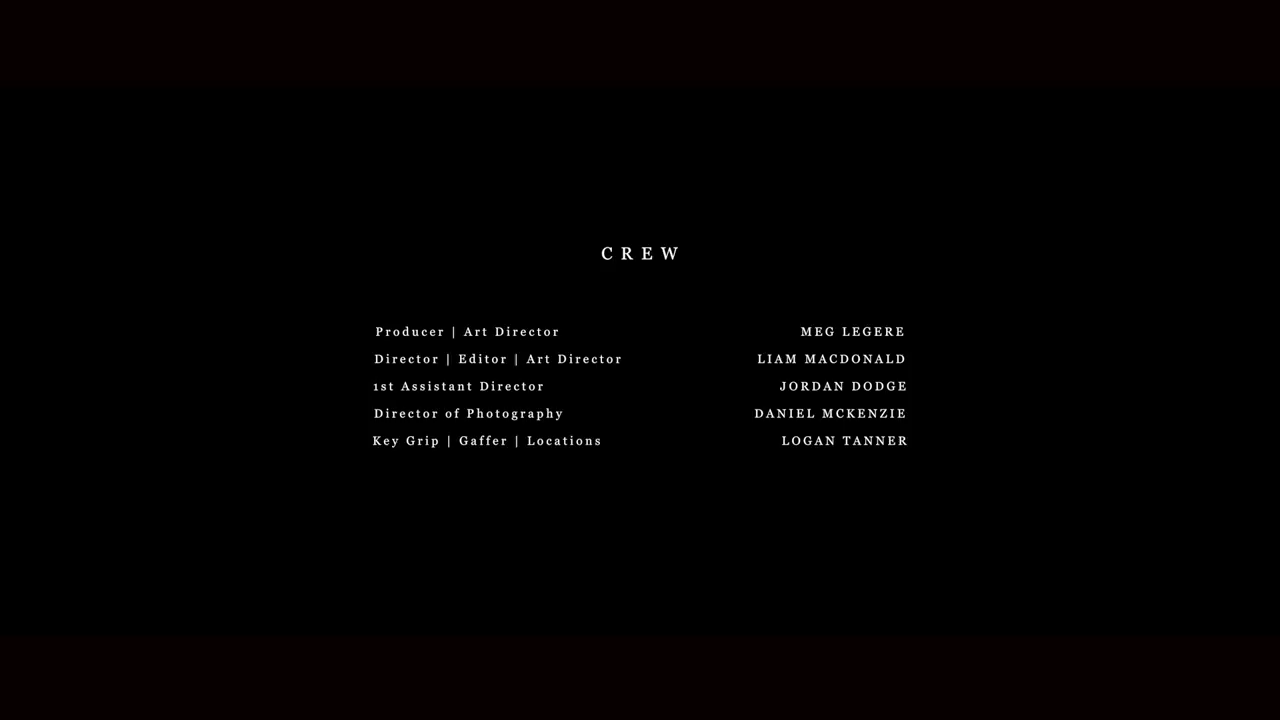 CREW
Producer | Art Director MEG LEGERE
Director | Editor | Art Director LIAM MACDONALD
1st Assistant Director JORDAN DODGE
Director of Photography DANIEL MCKENZIE
Key Grip | Gaffer | Locations LOGAN TANNER